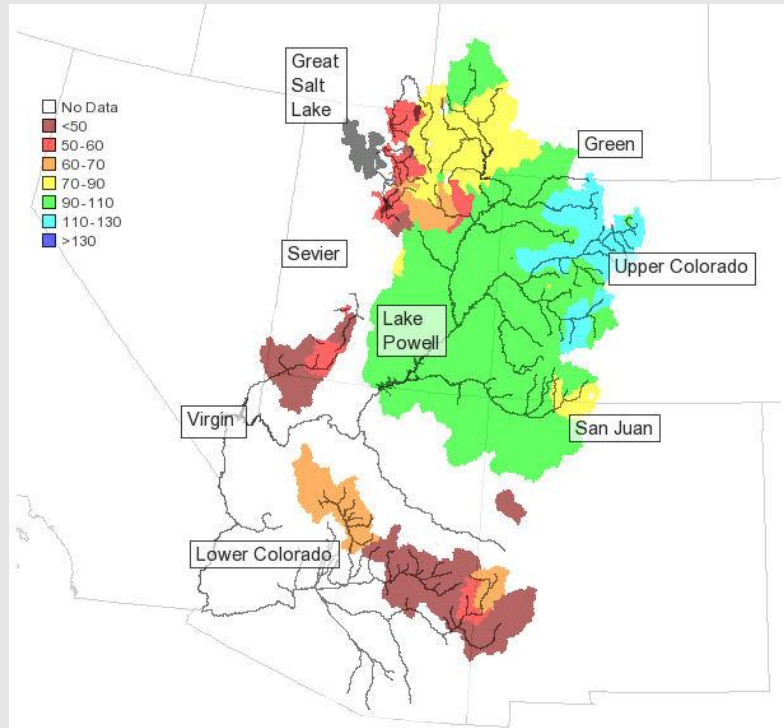 Great
Salt
Lake
No Data
<50
50-60
60-70
70-90
90-110
110-130
>130
Green
Sevier
Upper Colorado
Lake
Powell
Virgin
San Juan
Lower Colorado